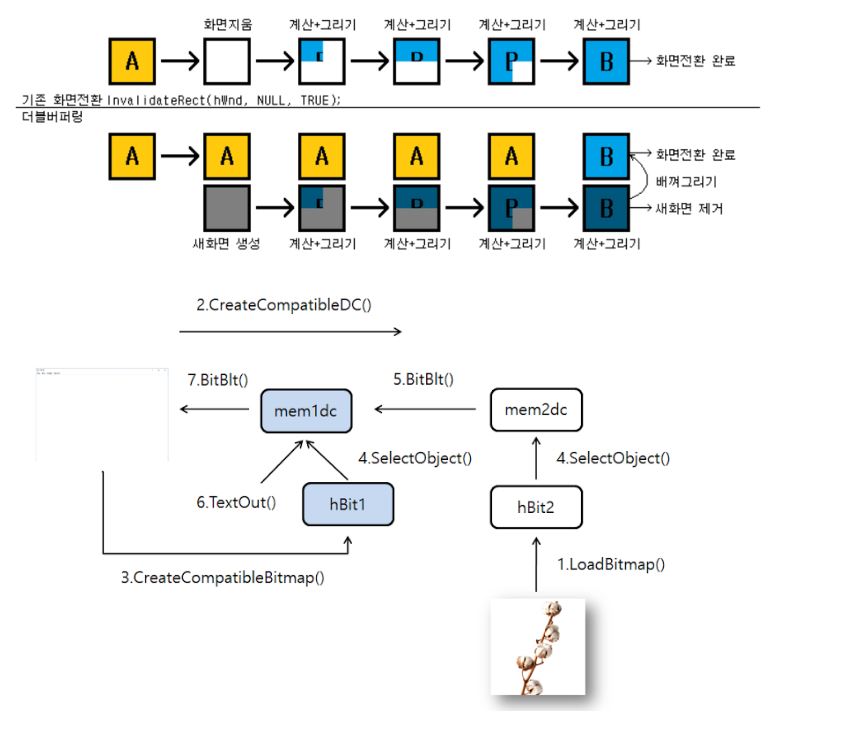 화면지움 계산+그리기 계산+그리기 계산+그리기 계산+그리기
A B B P B 화면전환 완료
기존 화면전환 InvalidateRect(hWnd, NULL, TRUE);
더블버퍼링
A A A A A B 화면전환 완료
배껴그리기
B B P B 새화면 제거
새화면 생성 계산+그리기 계산+그리기 계산+그리기 계산+그리기
2.CreateCompatibleDC()
7.BitBlt() 5.BitBlt()
mem1dc mem2dc
4.SelectObject() 4.SelectObject()
6.TextOut() hBit1 hBit2
1.LoadBitmap()
3.CreateCompatibleBitmap()